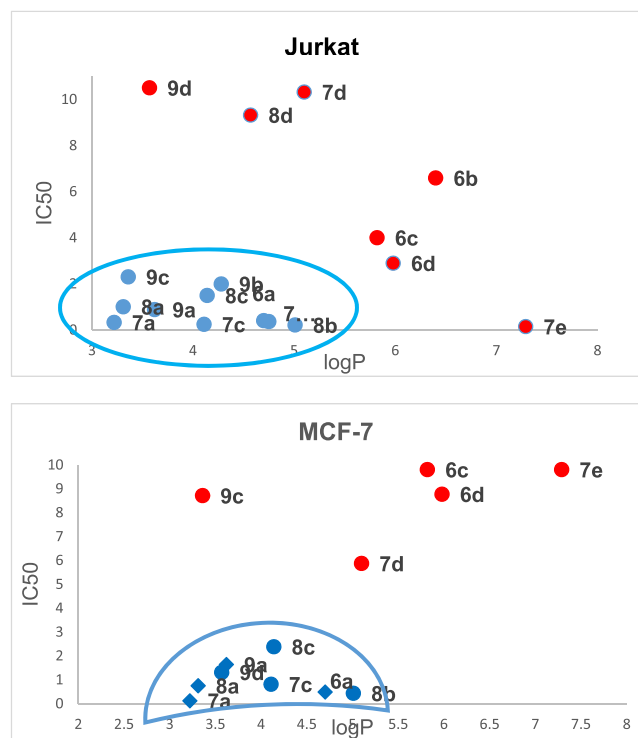 Jurkat
IC50
10
8
6
4
2
0
9d
7d
8d
6b
6c
6d
9c
9b
6a
8c
8a
9a
7...
7a
7c
8b
7e
3
4
5
6
7
8
logP
MCF-7
IC50
10
9
8
7
6
5
4
3
2
1
0
6c
7e
9c
6d
7d
8c
9a
9d
6a
8a
7c
8b
7a
2
2.5
3
3.5
4
4.5
5
5.5
6
6.5
7
7.5
8
logP